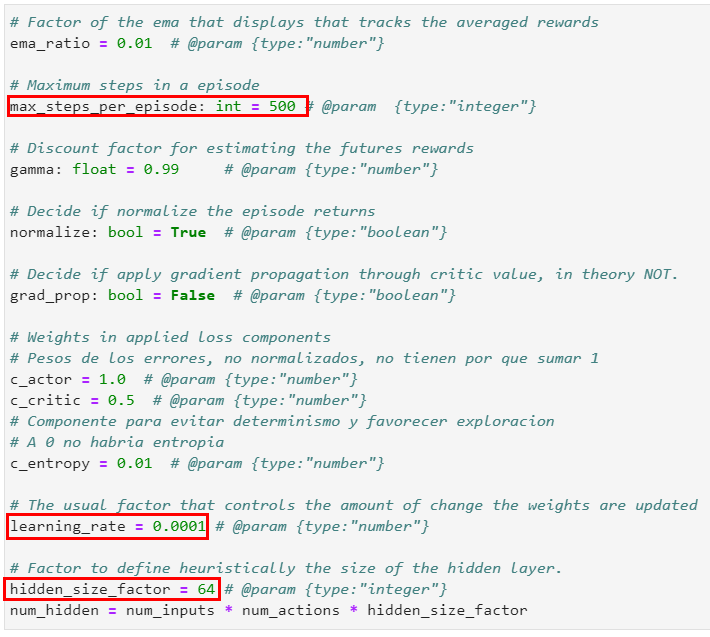 # Factor of the ema that displays that tracks the averaged rewards
ema_ratio = 0.01  # @param {type:"number"}
# Maximum steps in a episode
max_steps_per_episode: int = 500 # @param  {type:"integer"}
# Discount factor for estimating the futures rewards
gamma: float = 0.99     # @param {type:"number"}
# Decide if normalize the episode returns
normalize: bool = True  # @param {type:"boolean"}
# Decide if apply gradient propagation through critic value, in theory NOT.
grad_prop: bool = False  # @param {type:"boolean"}
# Weights in applied loss components
# Pesos de los errores, no normalizados, no tienen por que sumar 1
c_actor = 1.0  # @param {type:"number"}
c_critic = 0.5  # @param {type:"number"}
# Componente para evitar determinismo y favorecer exploracion
# A 0 no habria entropia
c_entropy = 0.01  # @param {type:"number"}
# The usual factor that controls the amount of change the weights are updated
learning_rate = 0.0001 # @param {type:"number"}
# Factor to define heuristically the size of the hidden layer.
hidden_size_factor = 64 # @param {type:"integer"}
num_hidden = num_inputs * num_actions * hidden_size_factor